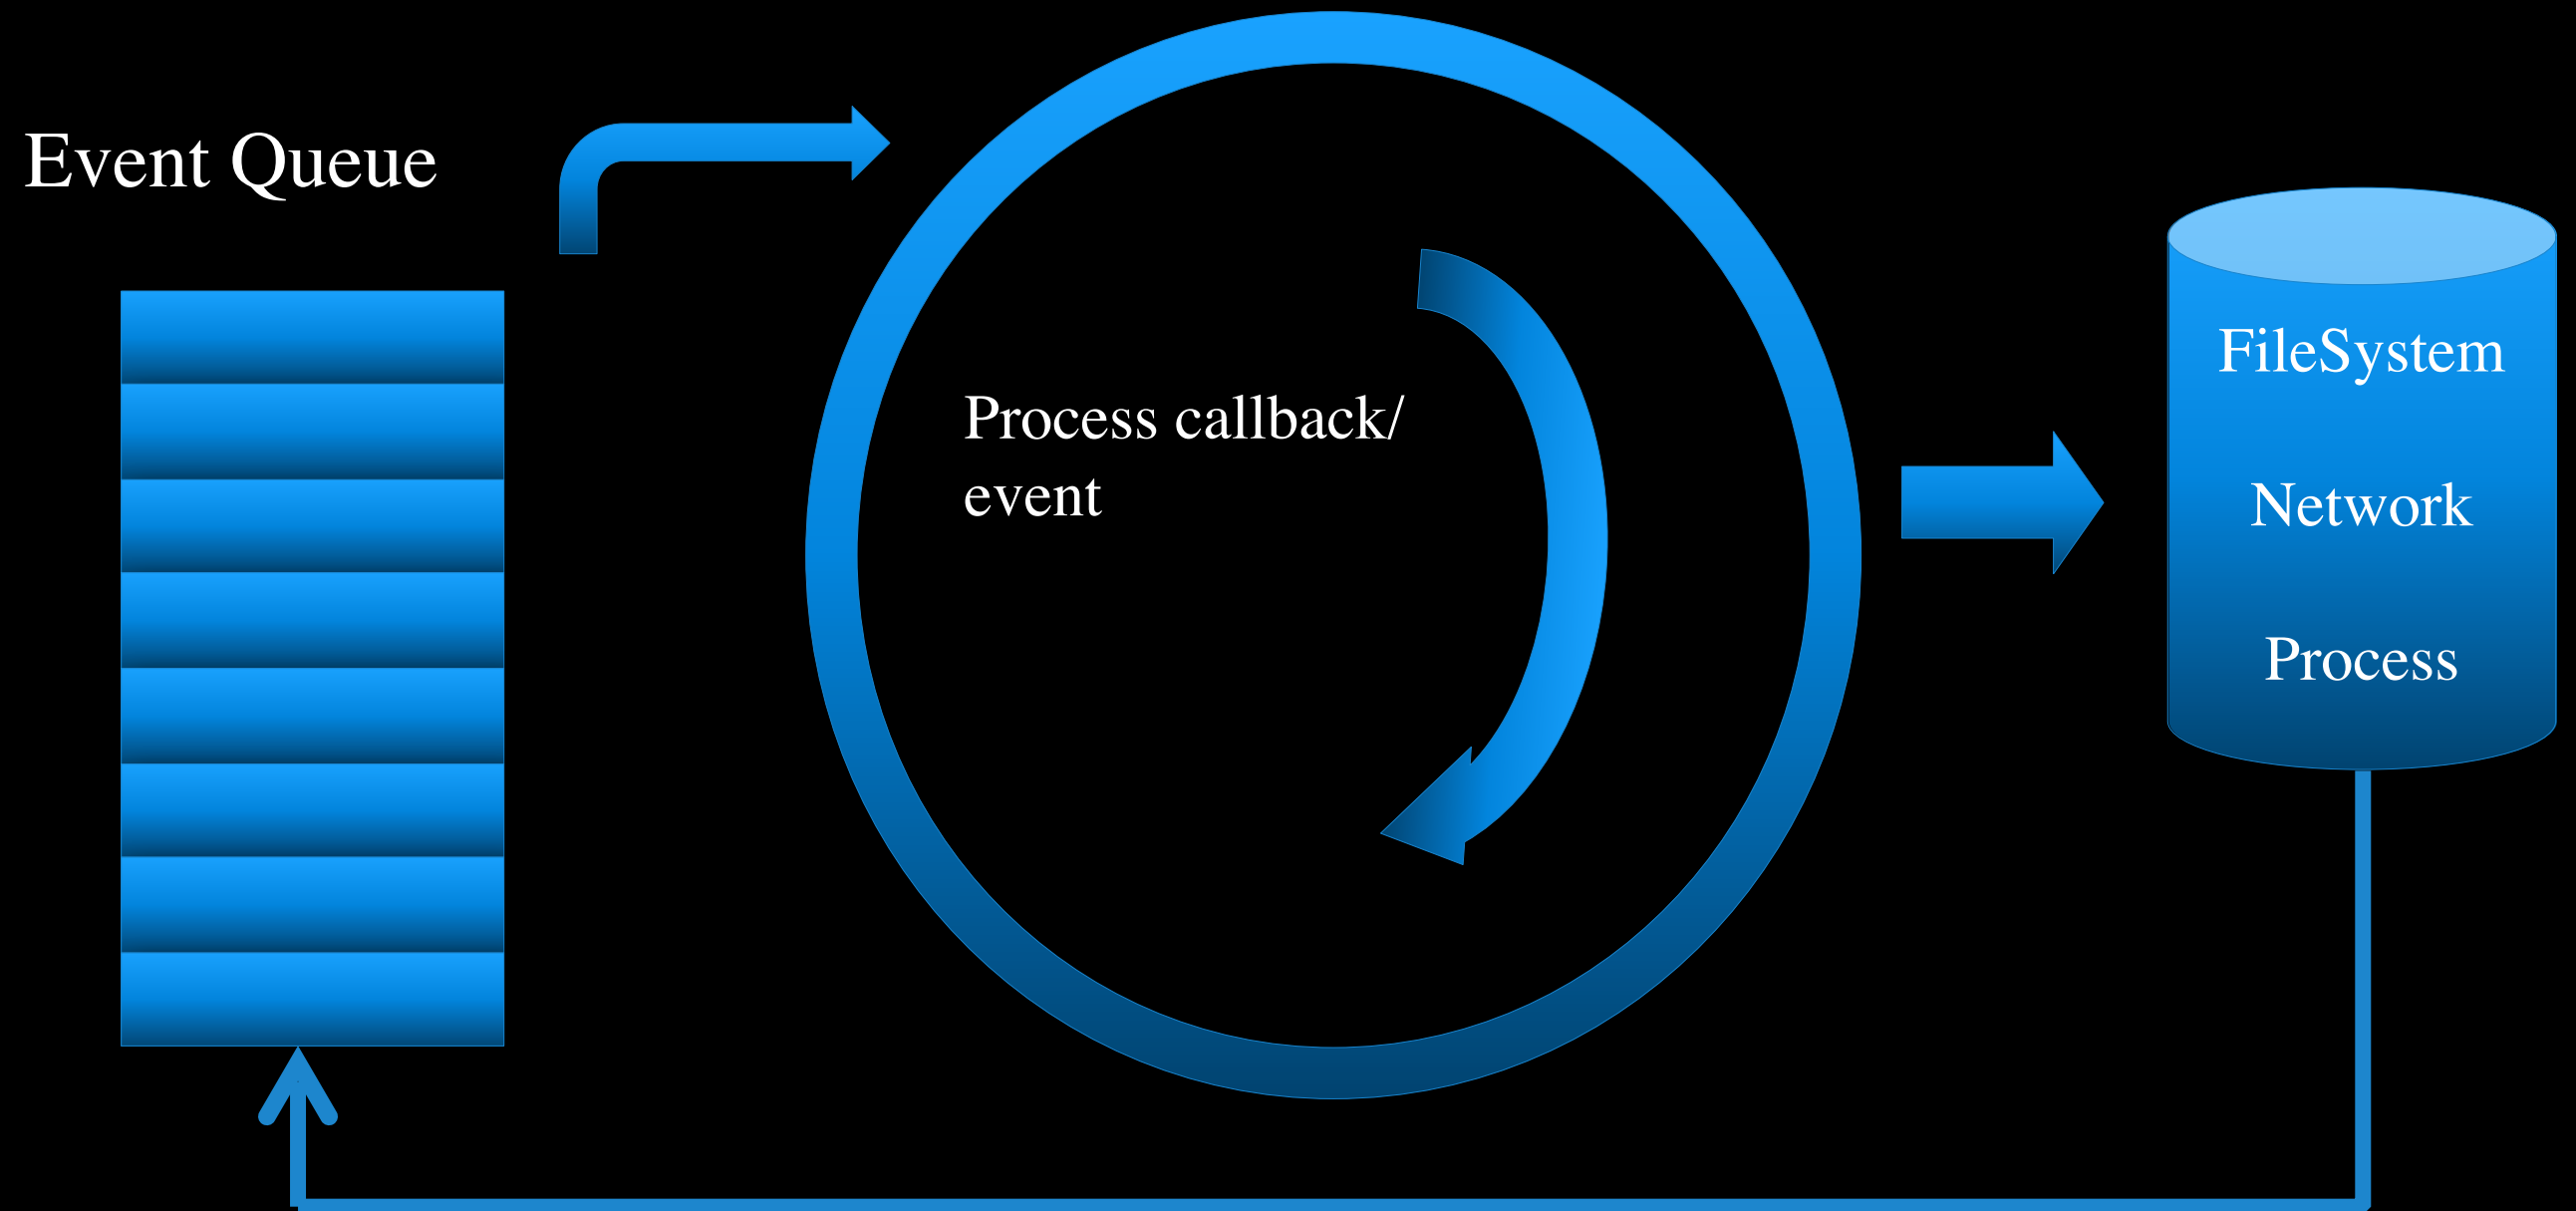 Event Queue
Process callback/
event
FileSystem
Network
Process